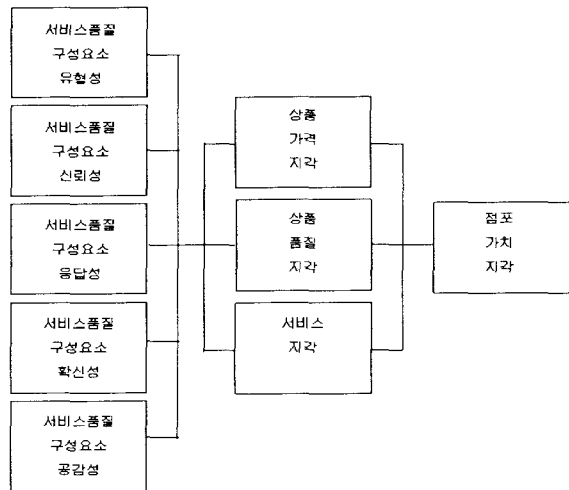 서비스품질
구성요소
유형성
서비스품질
구성요소
신뢰성
서비스품질
구성요소
응답성
서비스품질
구성요소
확신성
서비스품질
구성요소
공감성
상품
가격
지각
상품
품질
지각
서비스
지각
점포
가치
지각